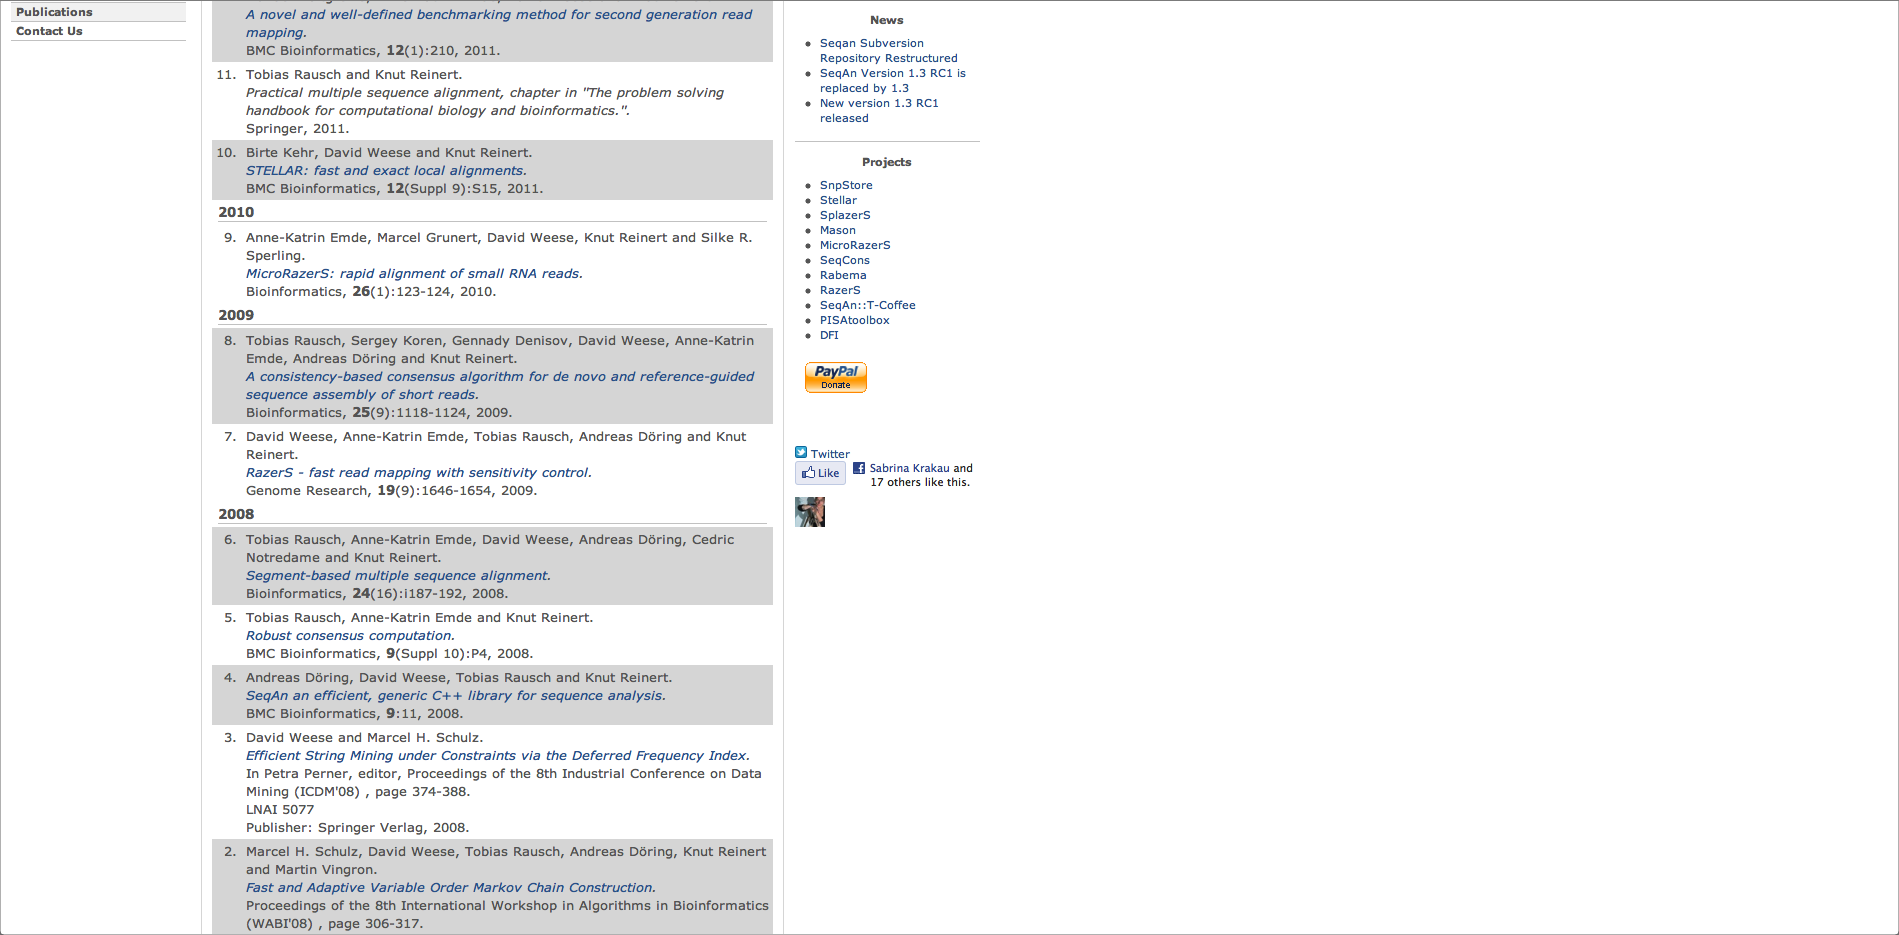 Publications
Contact Us
A novel and well-defined benchmarking method for second generation read
mapping.
BMC Bioinformatics, 12(1):210, 2011.
11. Tobias Rausch and Knut Reinert.
Practical multiple sequence alignment, chapter in "The problem solving
handbook for computational biology and bioinformatics.".
Springer, 2011.
10. Birte Kehr, David Weese and Knut Reinert.
STELLAR: fast and exact local alignments.
BMC Bioinformatics, 12(Suppl 9):S15, 2011.
2010
9. Anne-Katrin Emde, Marcel Grunert, David Weese, Knut Reinert and Silke R.
Sperling.
MicroRazerS: rapid alignment of small RNA reads.
Bioinformatics, 26(1):123-124, 2010.
2009
8. Tobias Rausch, Sergey Koren, Gennady Denisov, David Weese, Anne-Katrin
Emde, Andreas Döring and Knut Reinert.
A consistency-based consensus algorithm for de novo and reference-guided
sequence assembly of short reads.
Bioinformatics, 25(9):1118-1124, 2009.
7. David Weese, Anne-Katrin Emde, Tobias Rausch, Andreas Döring and Knut
Reinert.
RazerS - fast read mapping with sensitivity control.
Genome Research, 19(9):1646-1654, 2009.
2008
6. Tobias Rausch, Anne-Katrin Emde, David Weese, Andreas Döring, Cedric
Notredame and Knut Reinert.
Segment-based multiple sequence alignment.
Bioinformatics, 24(16):i187-192, 2008.
5. Tobias Rausch, Anne-Katrin Emde and Knut Reinert.
Robust consensus computation.
BMC Bioinformatics, 9(Suppl 10):P4, 2008.
4. Andreas Döring, David Weese, Tobias Rausch and Knut Reinert.
SeqAn an efficient, generic C++ library for sequence analysis.
BMC Bioinformatics, 9:11, 2008.
3. David Weese and Marcel H. Schulz.
Efficient String Mining under Constraints via the Deferred Frequency Index.
In Petra Perner, editor, Proceedings of the 8th Industrial Conference on Data
Mining (ICDM'08) , page 374-388.
LNAI 5077
Publisher: Springer Verlag, 2008.
2. Marcel H. Schulz, David Weese, Tobias Rausch, Andreas Döring, Knut Reinert
and Martin Vingron.
Fast and Adaptive Variable Order Markov Chain Construction.
Proceedings of the 8th International Workshop in Algorithms in Bioinformatics
(WABI'08) , page 306-317.
News
Seqan Subversion
Repository Restructured
SeqAn Version 1.3 RC1 is
replaced by 1.3
New version 1.3 RC1
released
Projects
SnpStore
Stellar
SplazerS
Mason
MicroRazerS
SeqCons
Rabema
RazerS
SeqAn::T-Coffee
PISAtoolbox
DFI
PayPal
Donate
Twitter
Like
Sabrina Krakau and
17 others like this.